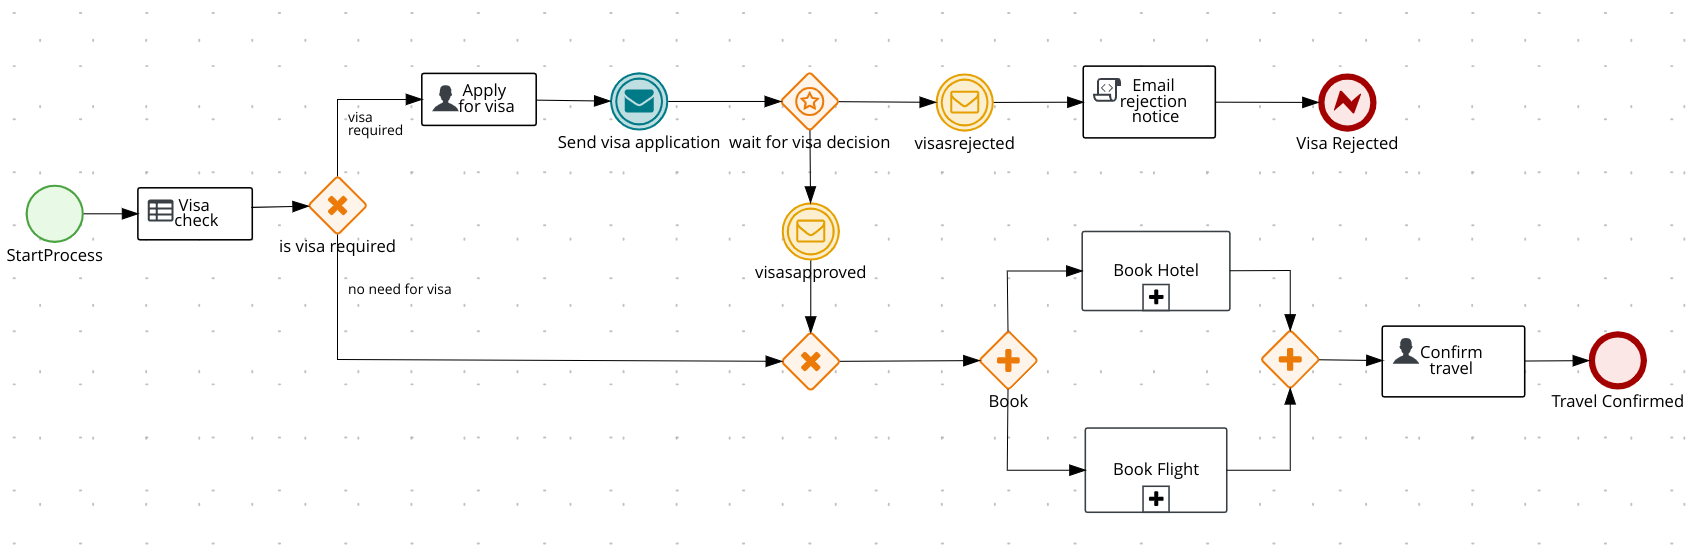 StartProcess
Visa
check
is visa required
visa
required
no need for visa
Apply
for visa
Send visa application
wait for visa decision
visasrejected
Email
rejection
notice
Visa Rejected
visasapproved
Book
Book Hotel
Book Flight
Confirm
travel
Travel Confirmed